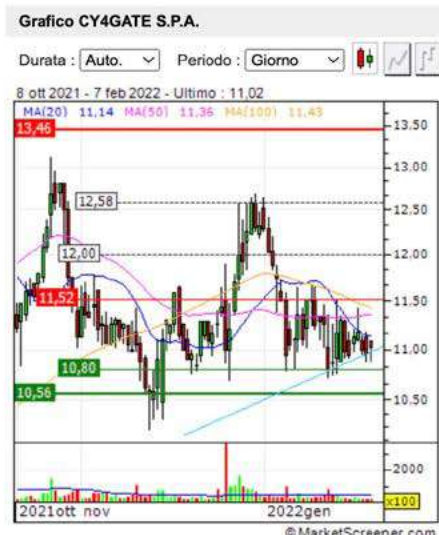 Grafico CY4GATE S.P.A.
Durata : Auto. Periodo : Giorno
8 ott 2021 - 7 feb 2022 - Ultimo : 11,02
MA(20) 11,14 MA(50) 11,36 MA(100) 11,43
13,46
13.50
13.00
12,58
12.50
12,00
12.00
11,52
11.50
11.00
10,80
10,56
10.50
2000
x100
2021ott nov 2022gen
©MarketScreener.com